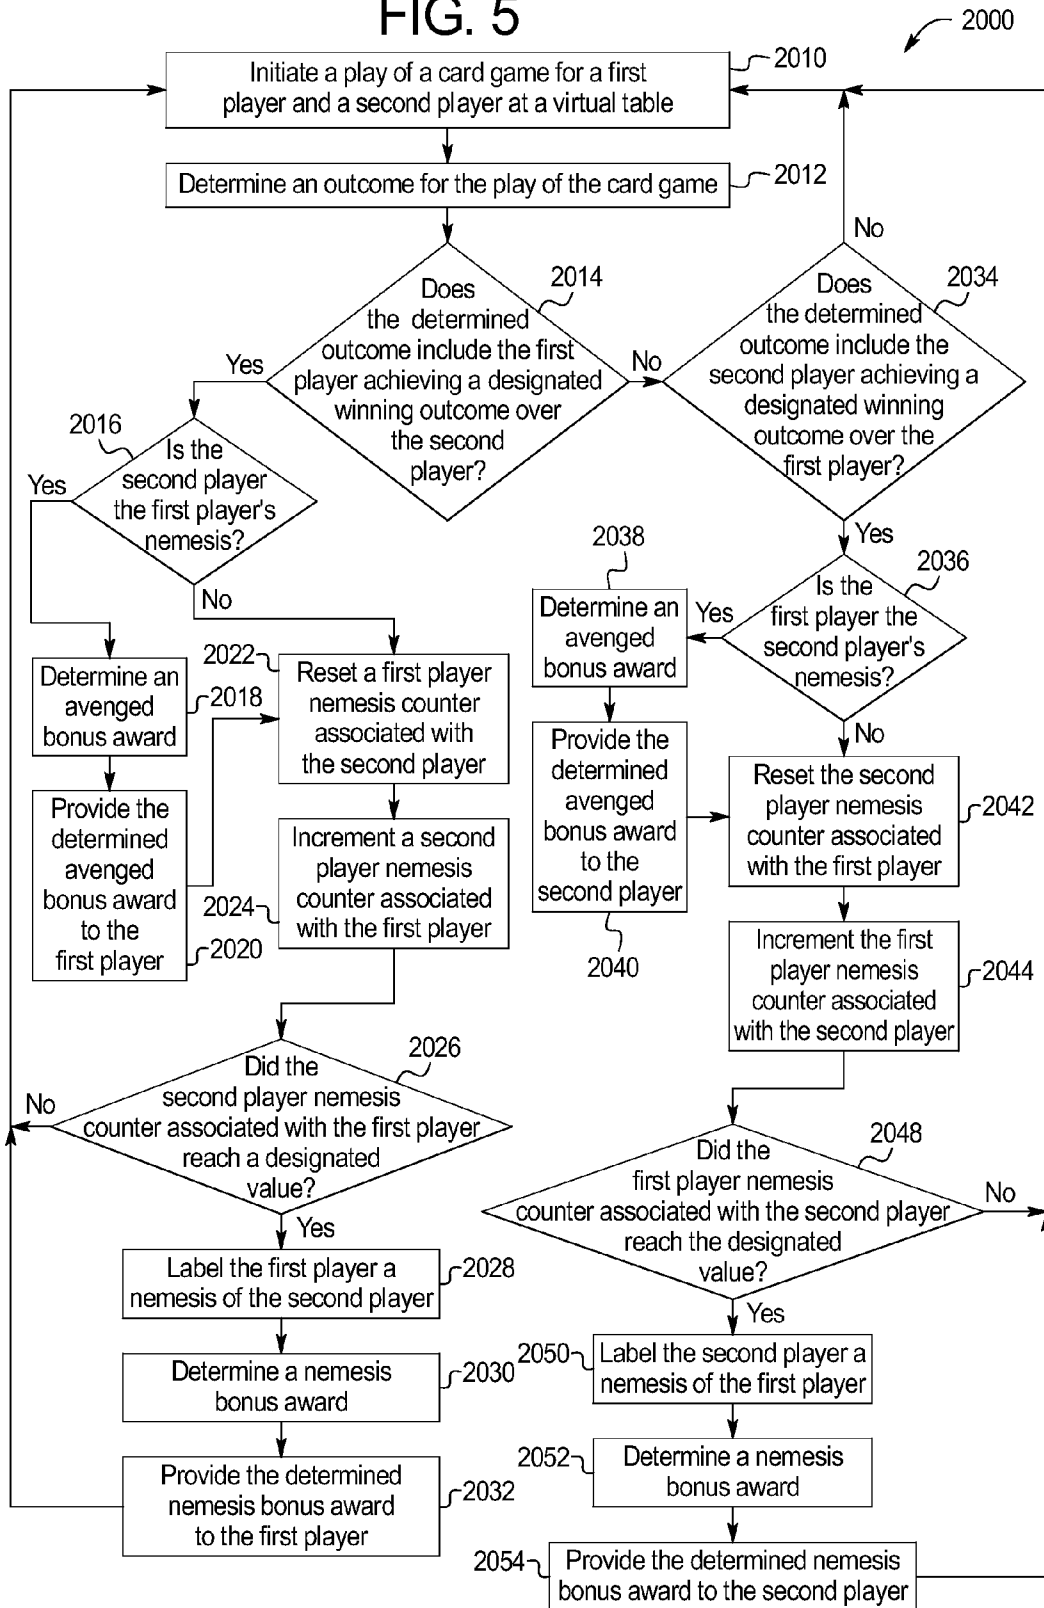 FIG. 5
2000
Initiate a play of a card game for a first
player and a second player at a virtual table
2010
Determine an outcome for the play of the card game
2012
Does
the determined
outcome include the first
player achieving a designated
winning outcome over
the second
player?
2014
Yes
No
Does
the determined
outcome include the
second player achieving a
designated winning
outcome over the
first player?
2034
No
Yes
Is the
second player
the first player's
nemesis?
2016
Yes
No
Is the
first player the
second player's
nemesis?
2036
Yes
No
2038
Determine an
avenged
bonus award
Determine an
avenged
bonus award
2018
Provide the
determined
avenged
bonus award
to the
first player
2020
2022
Reset a first player
nemesis counter
associated with
the second player
Increment a second
player nemesis
counter associated
with the first player
2024
Provide the
determined
avenged
bonus award
to the
second player
2040
Reset the second
player nemesis
counter associated
with the first player
2042
Increment the first
player nemesis
counter associated
with the second player
2044
Did the
second player nemesis
counter associated with the first player
reach a designated
value?
2026
No
Yes
Did the
first player nemesis
counter associated with the second player
reach the designated
value?
2048
No
Yes
Label the first player a
nemesis of the second player
2028
Determine a nemesis
bonus award
2030
Provide the determined
nemesis bonus award
to the first player
2032
2050
Label the second player a
nemesis of the first player
2052
Determine a nemesis
bonus award
2054
Provide the determined nemesis
bonus award to the second player